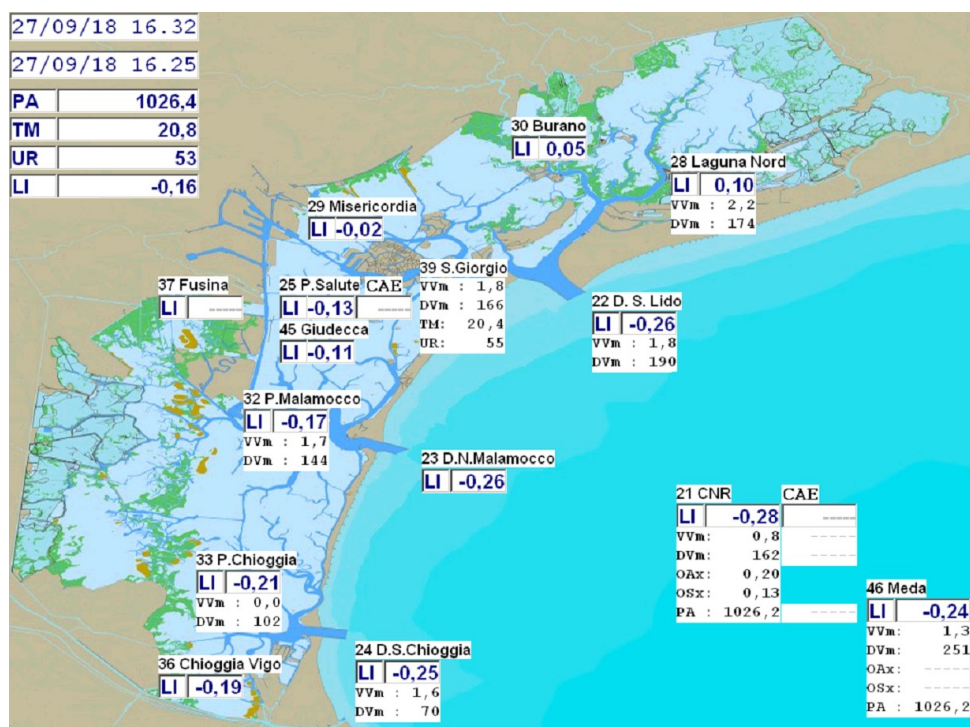 27/09/18 16.32
27/09/18 16.25
PA 1026,4
TM 20,8
UR 53
LI -0,16
30 Burano
LI 0,05
28 Laguna Nord
LI 0,10
VVm : 2,2
DVm : 174
29 Misericordia
LI -0,02
39 S.Giorgio
VVm : 1,8
DVm : 166
TM: 20,4
UR: 55
37 Fusina
LI -----
25 P.Salute CAE
LI -0,13 -----
45 Giudecca
LI -0,11
22 D. S. Lido
LI -0,26
VVm : 1,8
DVm : 190
32 P.Malamocco
LI -0,17
VVm : 1,7
DVm : 144
23 D.N.Malamocco
LI -0,26
21 CNR CAE
LI -0,28 -----
VVm: 0,8 -----
DVm: 162 -----
OAx: 0,20
OSx: 0,13
PA : 1026,2 -----
33 P.Chioggia
LI -0,21
VVm : 0,0
DVm : 102
46 Meda
LI -0,24
VVm: 1,3
DVm: 251
OAx: -----
OSx: -----
PA : 1026,2
24 D.S.Chioggia
LI -0,25
VVm : 1,6
DVm : 70
36 Chioggia Vigo
LI -0,19